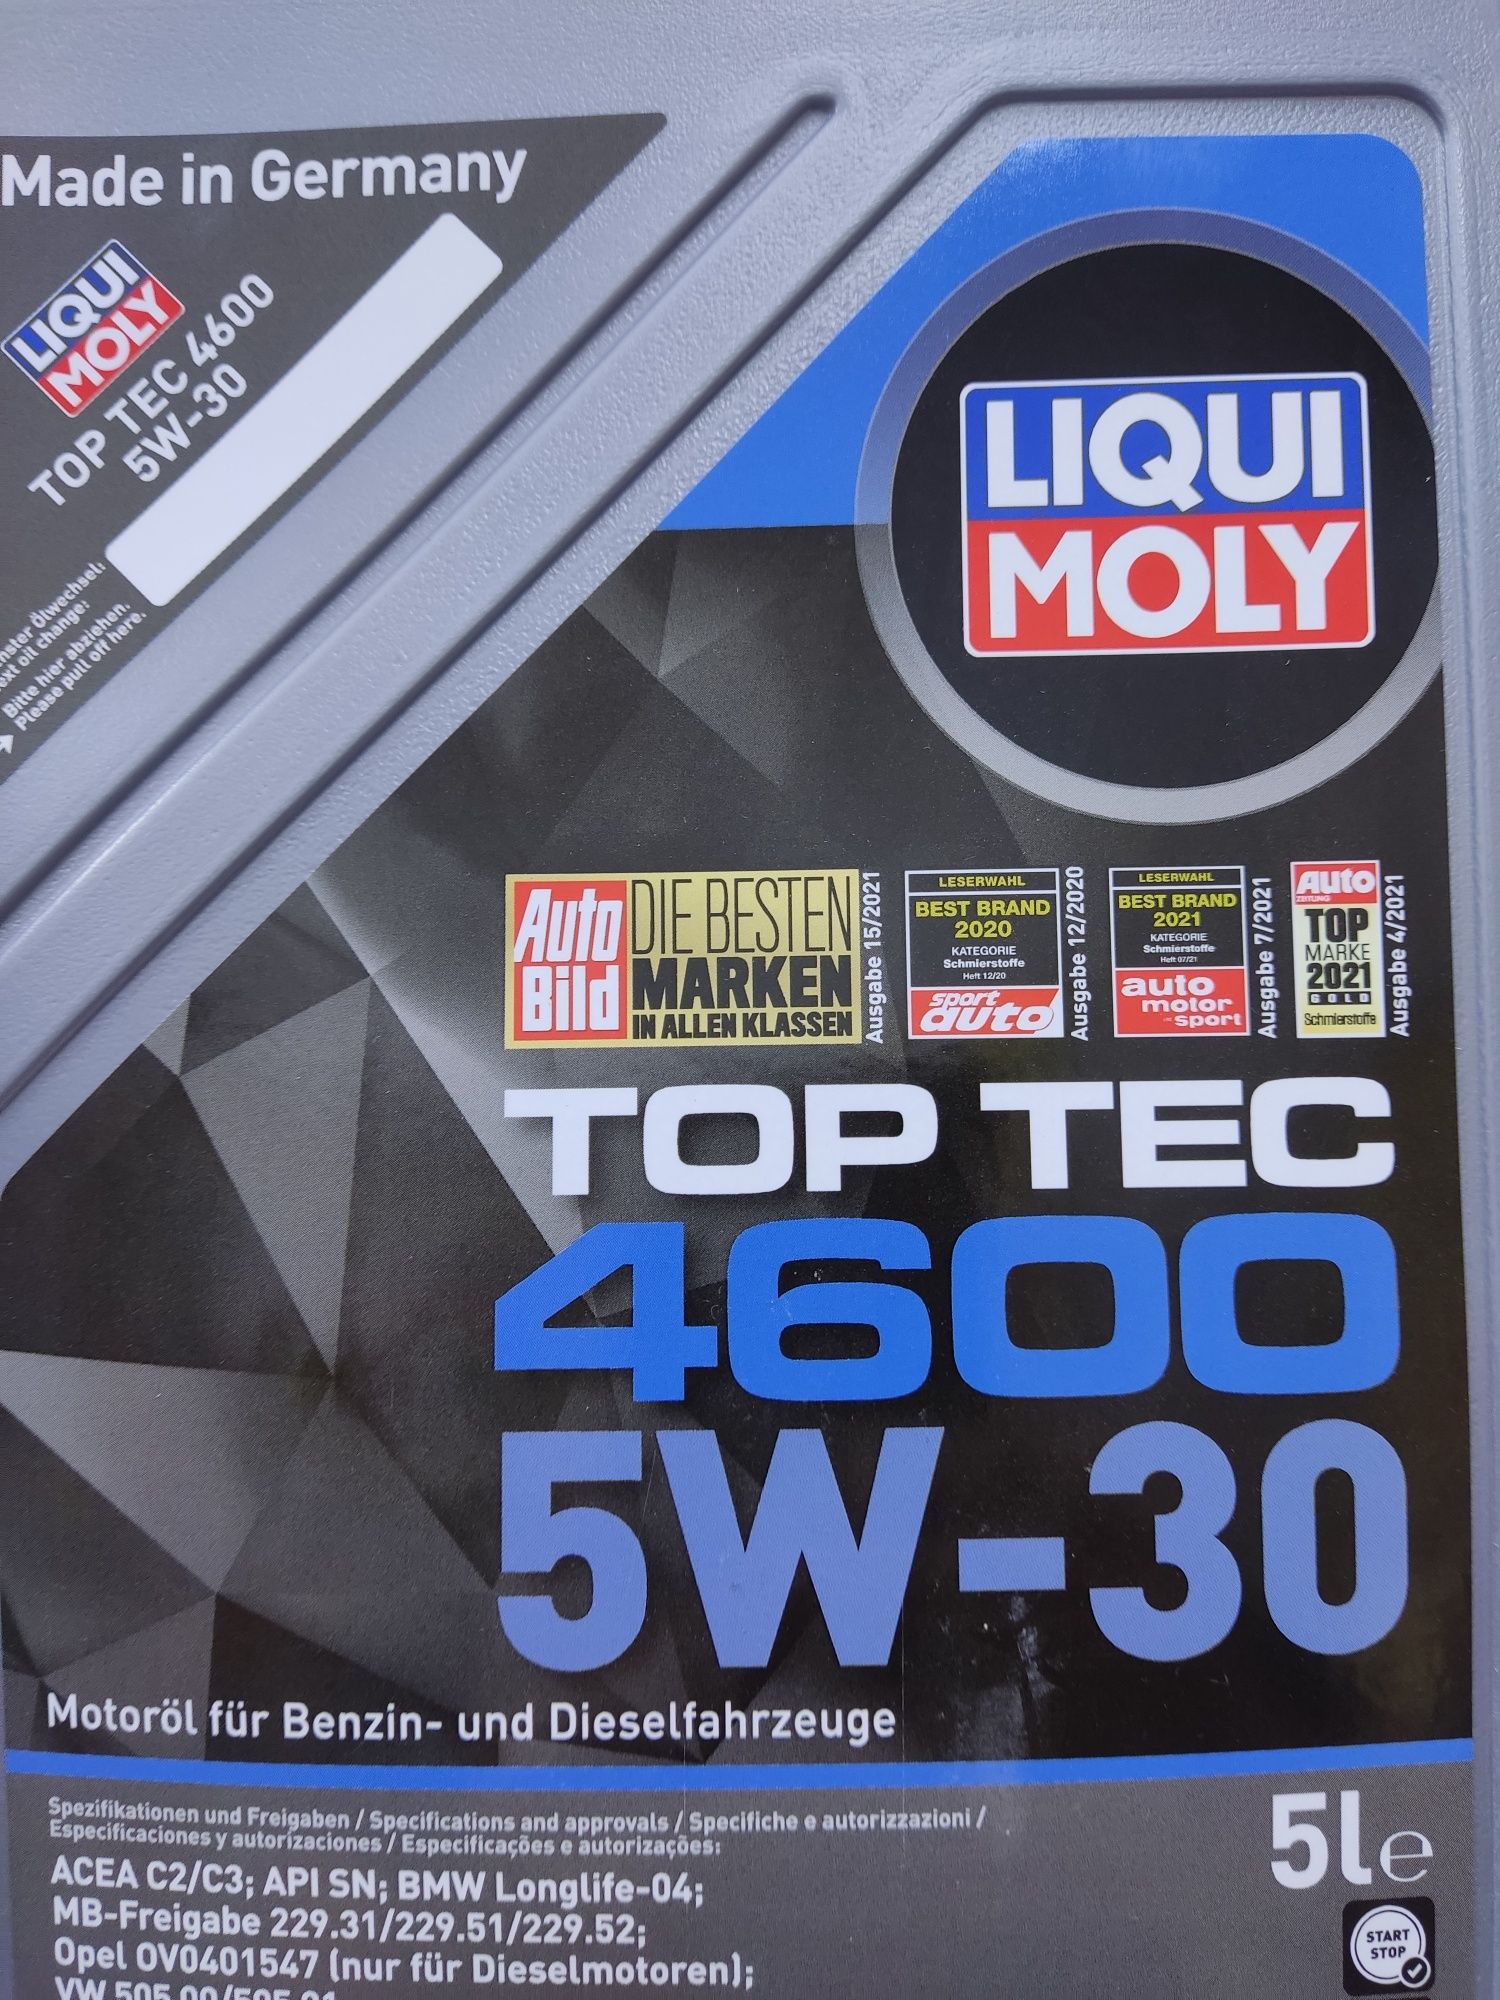 Made in Germany
LIQUI
MOLY
TOP TEC 4600
5W-30
Bitte hier abziehen.
Please pull off here.
LIQUI
MOLY
Auto
Bild
DIE BESTEN
MARKEN
IN ALLEN KLASSEN
Ausgabe 15/2021
LESERWAHL
BEST BRAND
2020
KATEGORIE
Schmierstoffe
Heft 12/20
sport
auto
Ausgabe 12/2020
LESERWAHL
BEST BRAND
2021
KATEGORIE
Schmierstoffe
Heft 07/21
auto
motor
sport
Ausgabe 7/2021
Auto
ZEITUNG
TOP
MARKE
2021
GOLD
Schmierstoffe
Ausgabe 4/2021
TOP TEC
4600
5W-30
Motoröl für Benzin- und Dieselfahrzeuge
Spezifikationen und Freigaben / Specifications and approvals / Specifiche e autorizzazioni /
Especificaciones y autorizaciones / Especificações e autorizações:
ACEA C2/C3; API SN; BMW Longlife-04;
MB-Freigabe 229.31/229.51/229.52;
Opel OV0401547 (nur für Dieselmotoren);
5l e
START
STOP